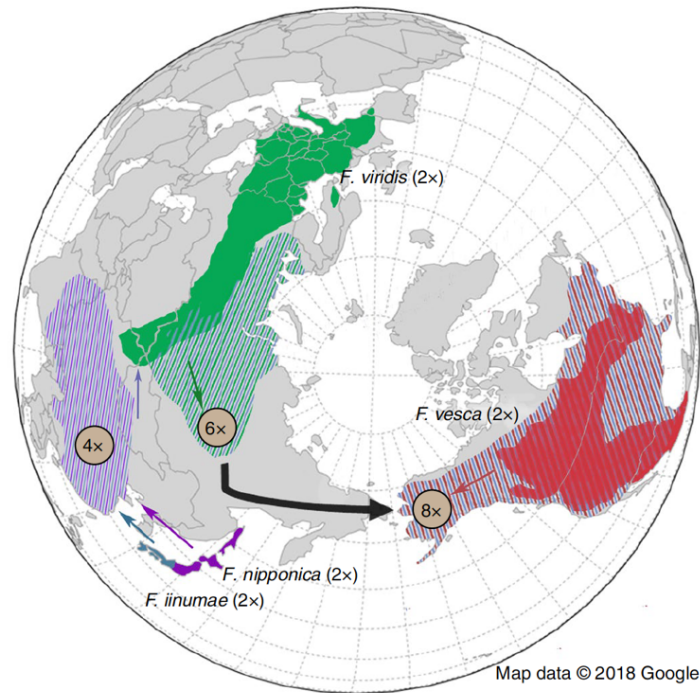 F. viridis (2×)
F. vesca (2×)
6×
4×
8×
F. nipponica (2×)
F. iinumae (2×)
Map data © 2018 Google